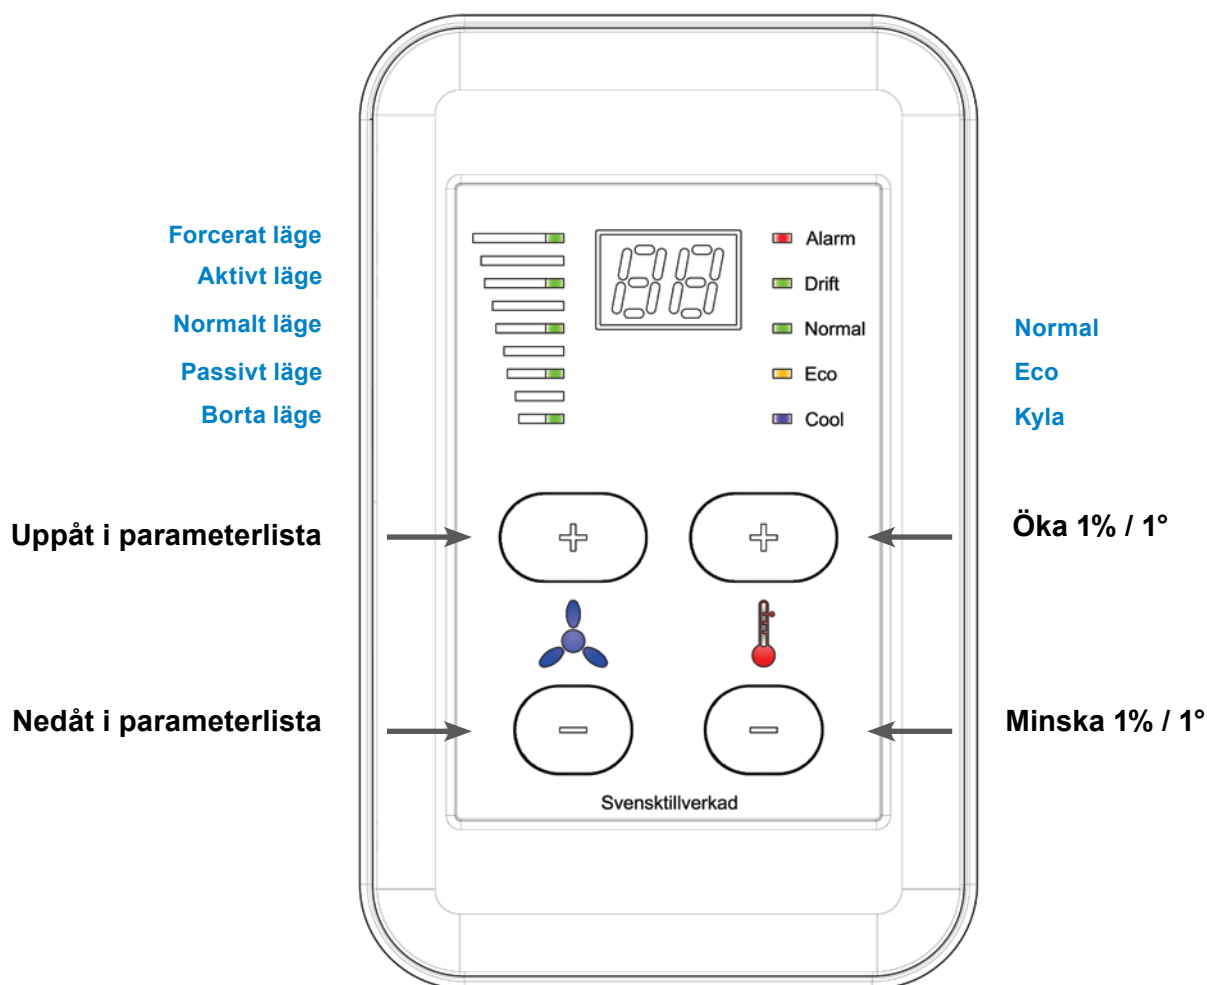 Forcerat läge
Aktivt läge
Normalt läge
Passivt läge
Borta läge
88
Alarm
Drift
Normal
Eco
Cool
Normal
Eco
Kyla
Uppåt i parameterlista
+
+
Öka 1% / 1°
Nedåt i parameterlista
−
−
Minska 1% / 1°
Svensktillverkad